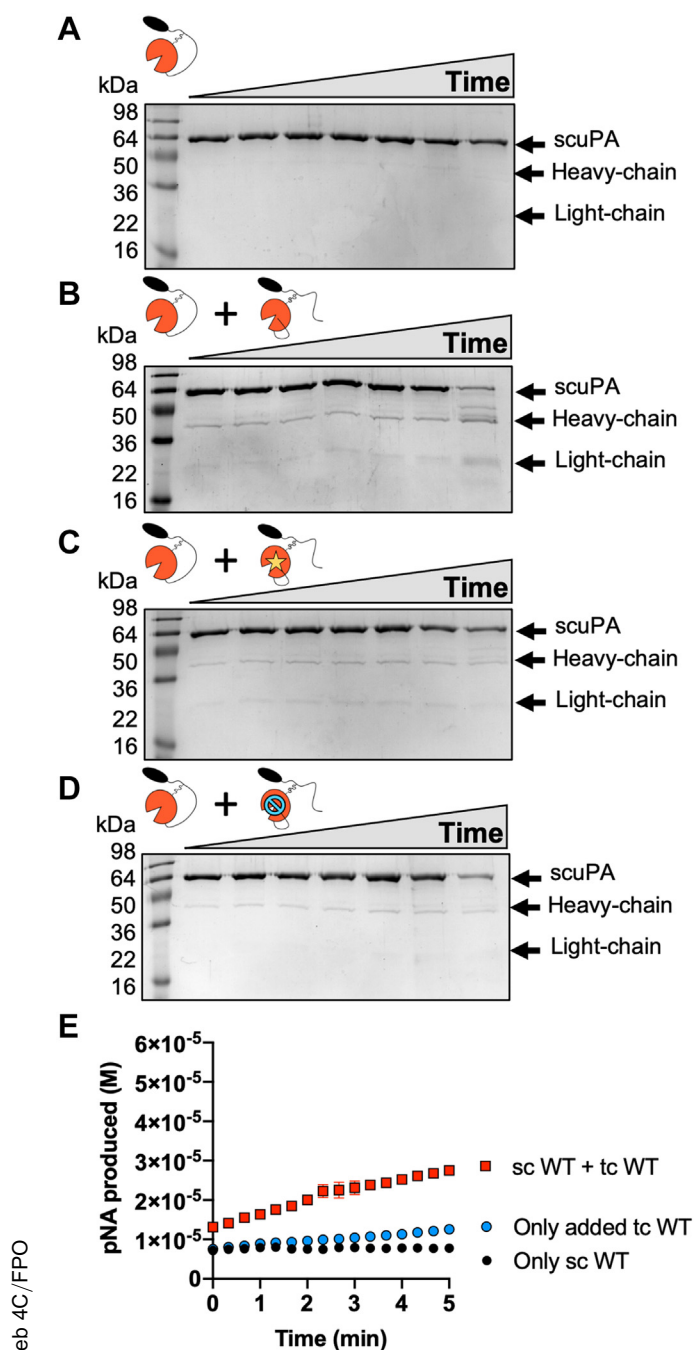 A
kDa
Time
98
64
50
36
22
16
scuPA
Heavy-chain
Light-chain
B
+
kDa
Time
98
64
50
36
22
16
scuPA
Heavy-chain
Light-chain
C
+
kDa
Time
98
64
50
36
22
16
scuPA
Heavy-chain
Light-chain
D
+
kDa
Time
98
64
50
36
22
16
scuPA
Heavy-chain
Light-chain
E
pNA produced (M)
6×10⁻⁵
5×10⁻⁵
4×10⁻⁵
3×10⁻⁵
2×10⁻⁵
1×10⁻⁵
0
0 1 2 3 4 5
Time (min)
sc WT + tc WT
Only added tc WT
Only sc WT
eb 4C/FPO